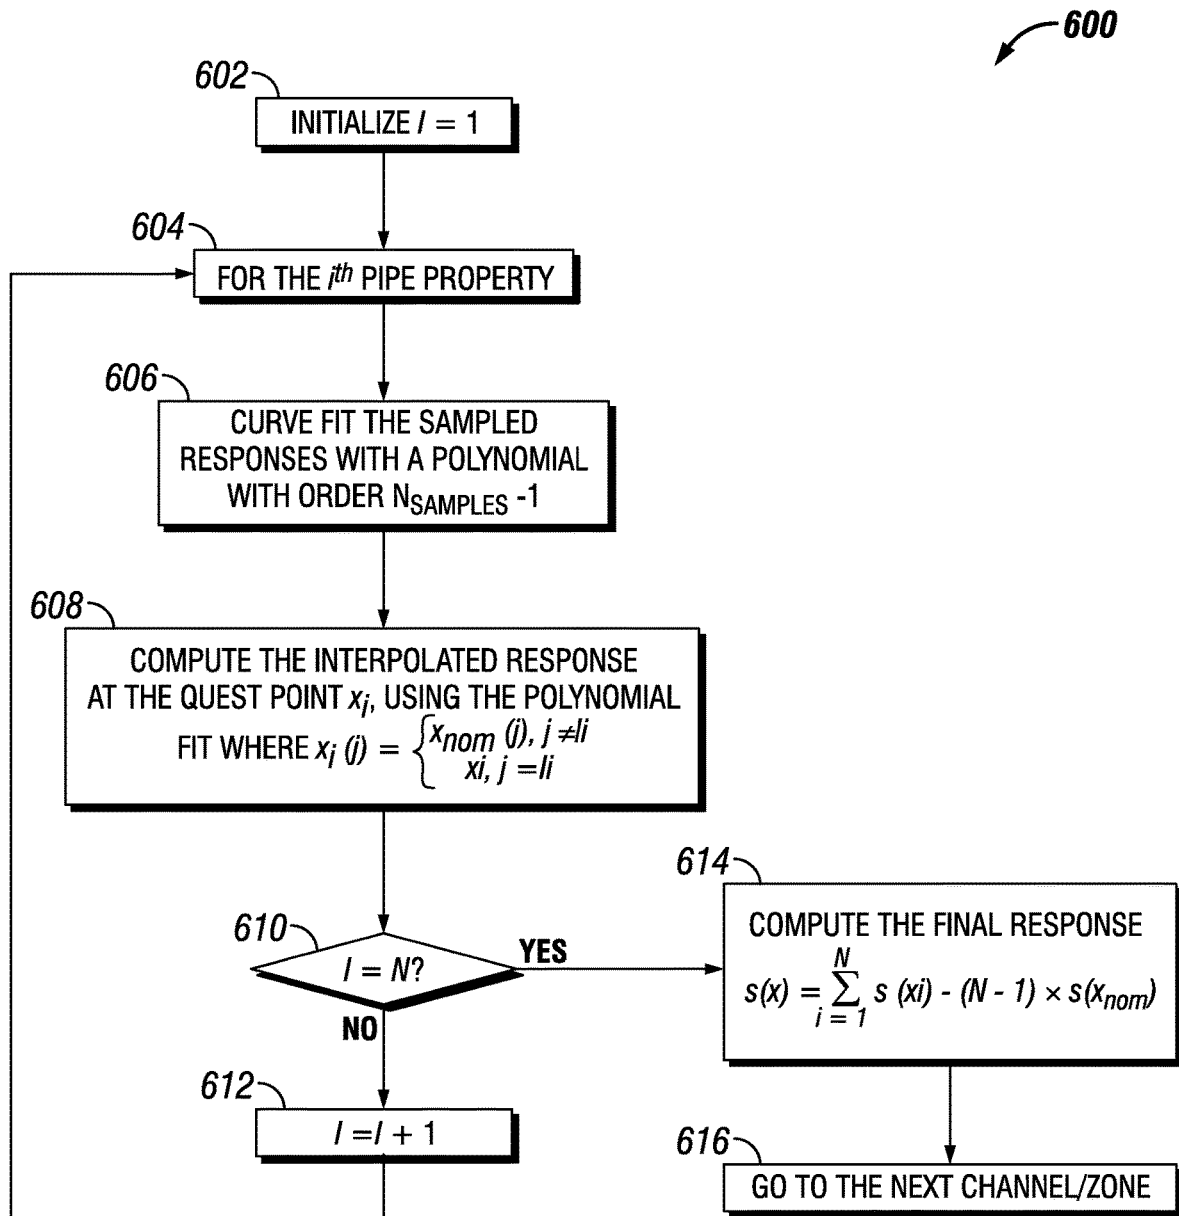 600
602
INITIALIZE I = 1
604
FOR THE ith PIPE PROPERTY
606
CURVE FIT THE SAMPLED
RESPONSES WITH A POLYNOMIAL
WITH ORDER NSAMPLES -1
608
COMPUTE THE INTERPOLATED RESPONSE
AT THE QUEST POINT xi, USING THE POLYNOMIAL
FIT WHERE xi (j) = { xnom (j), j ≠ Ii
xi, j = Ii
610
I = N?
YES
NO
612
I = I + 1
614
COMPUTE THE FINAL RESPONSE
s(x) = N∑i = 1 s (xi) - (N - 1) × s(xnom)
616
GO TO THE NEXT CHANNEL/ZONE